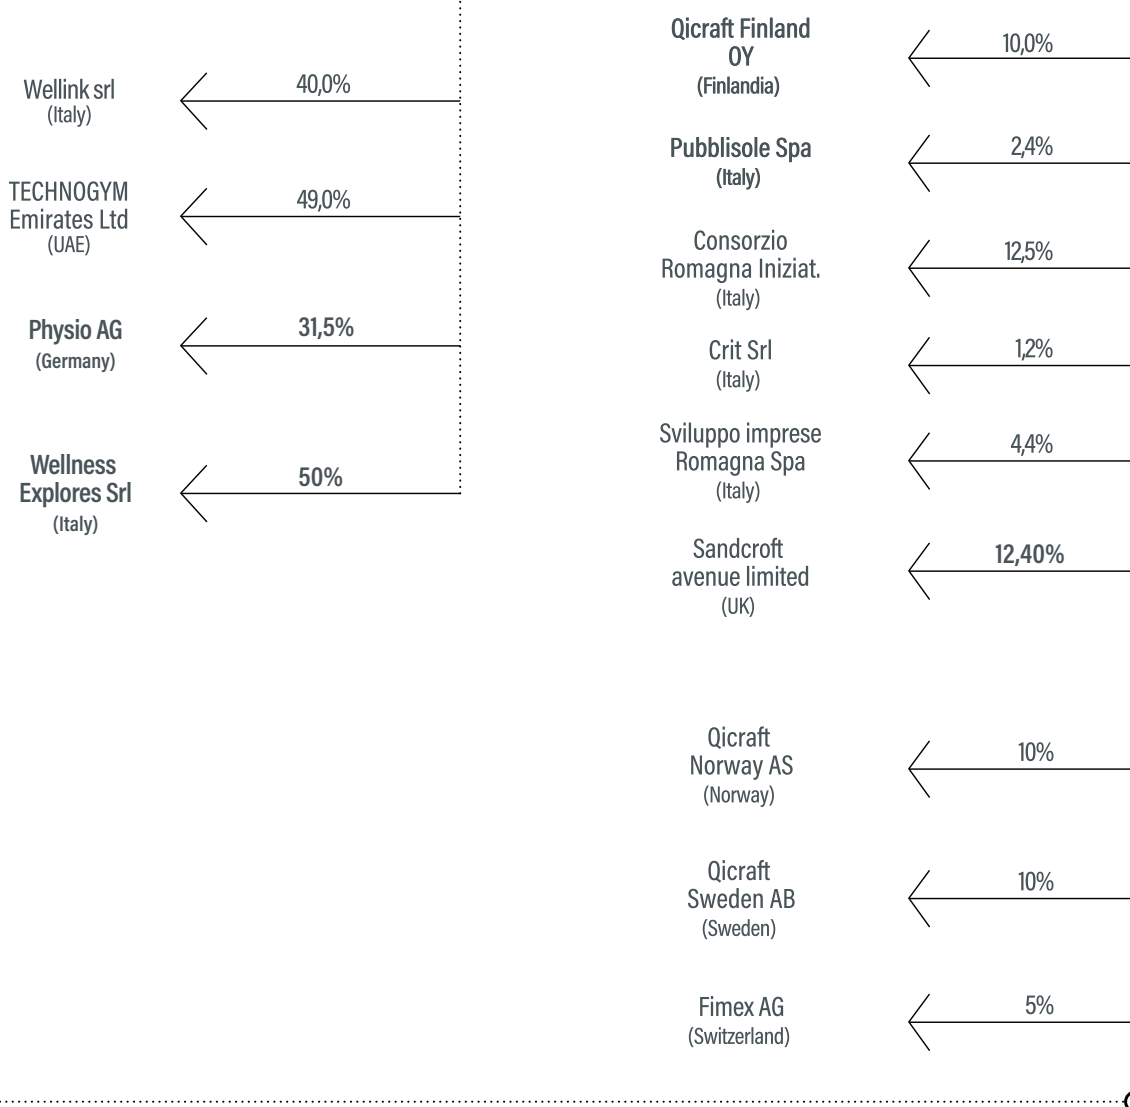 Wellink srl
(Italy)
40,0%
TECHNOGYM
Emirates Ltd
(UAE)
49,0%
Physio AG
(Germany)
31,5%
Wellness
Explores Srl
(Italy)
50%
Qicraft Finland
OY
(Finlandia)
10,0%
Pubblisole Spa
(Italy)
2,4%
Consorzio
Romagna Iniziat.
(Italy)
12,5%
Crit Srl
(Italy)
1,2%
Sviluppo imprese
Romagna Spa
(Italy)
4,4%
Sandcroft
avenue limited
(UK)
12,40%
Qicraft
Norway AS
(Norway)
10%
Qicraft
Sweden AB
(Sweden)
10%
Fimex AG
(Switzerland)
5%